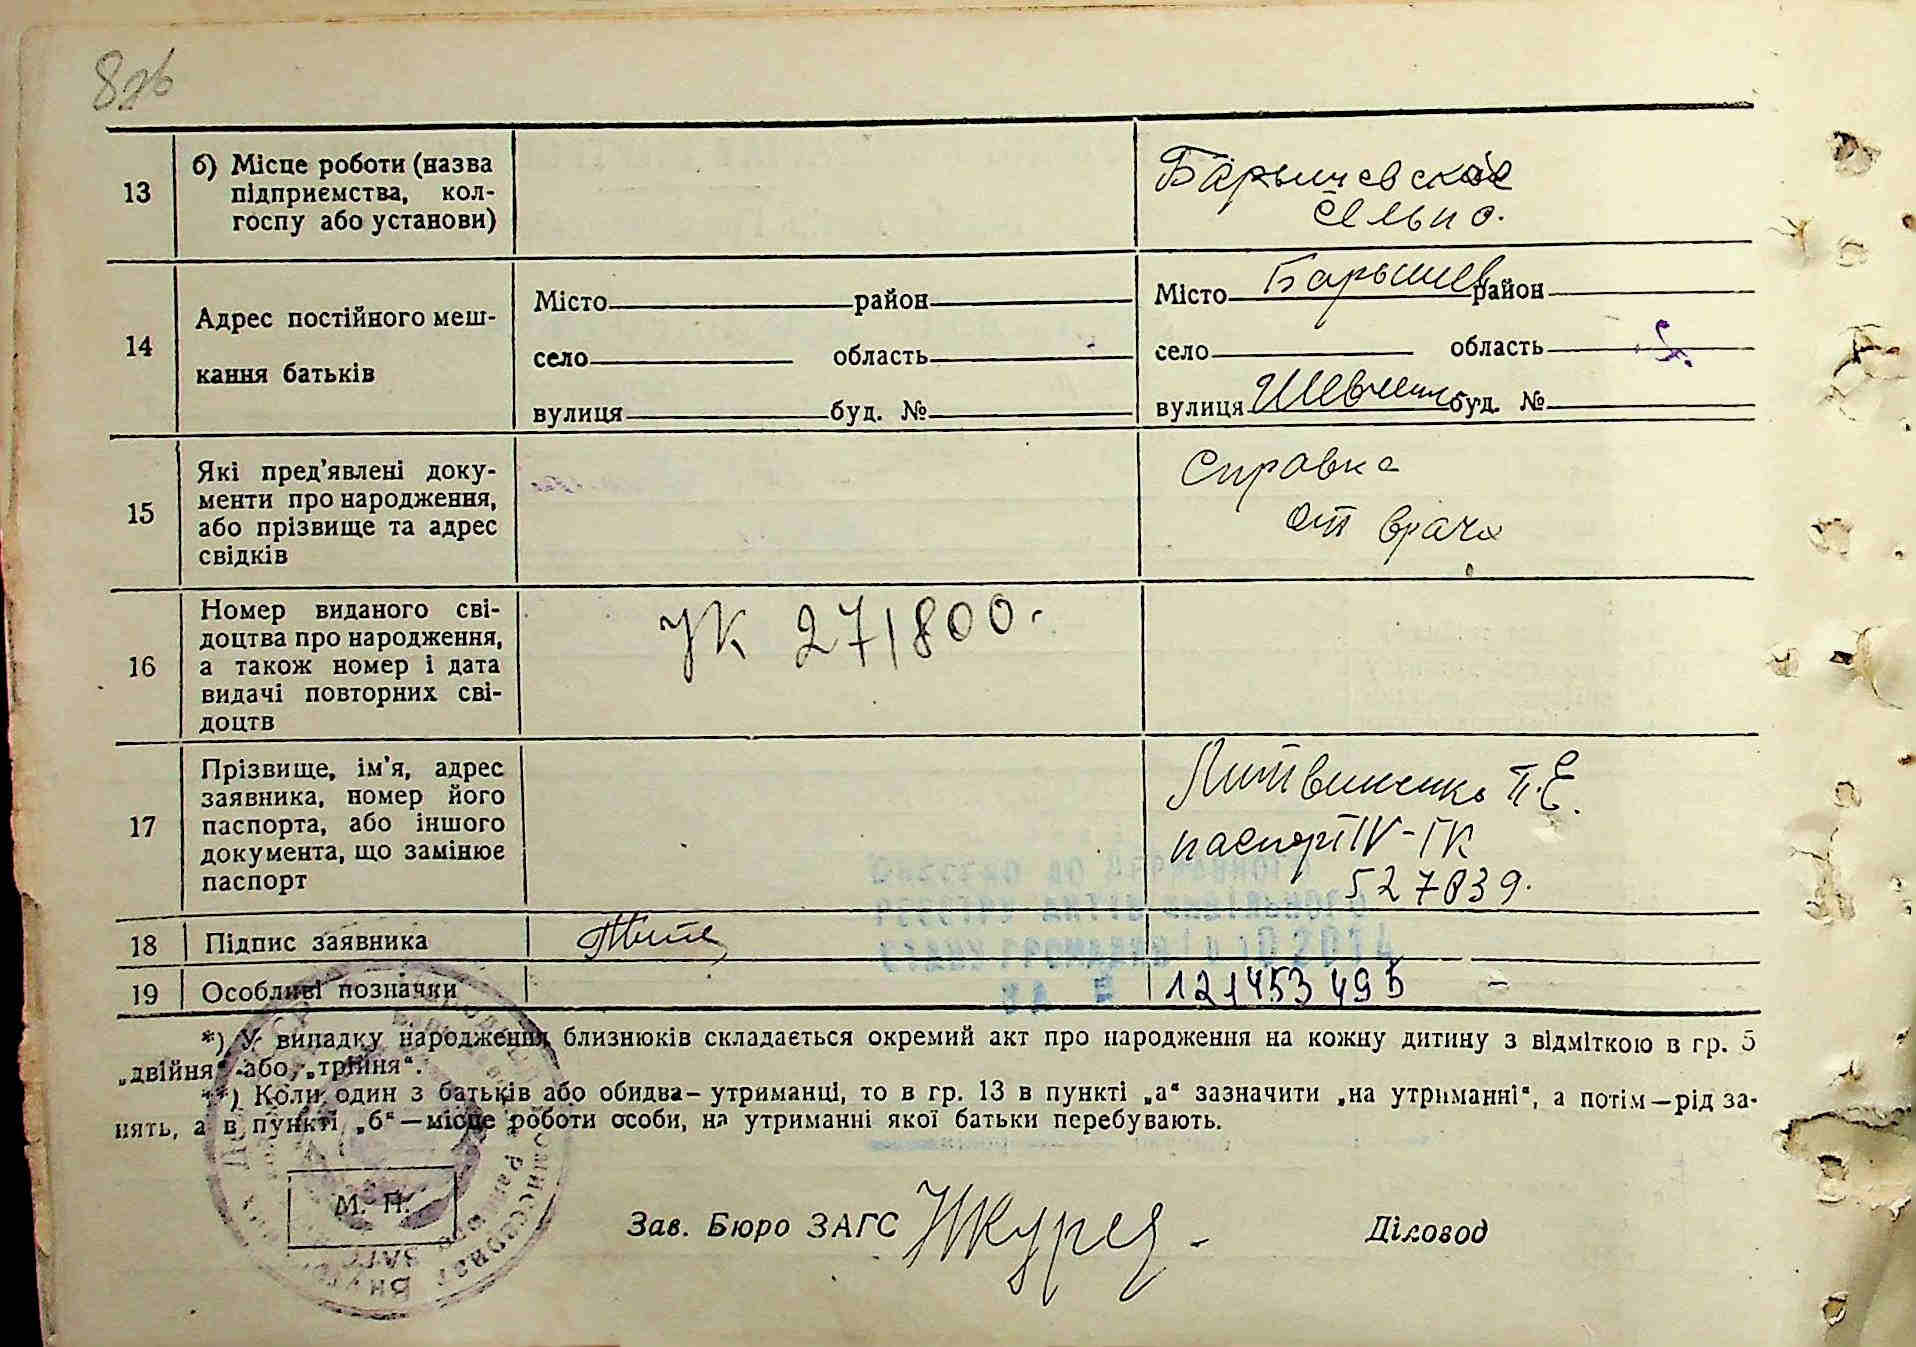 8об
13
б) Місце роботи (назва
підприємства, кол-
госпу або установи)
Барышевское
сельпо.
14
Адрес постійного меш-
кання батьків
Місто район
село область
вулиця буд. №
Місто Барышев район
село область
вулиця Шевченк буд. №
15
Які пред'явлені доку-
менти про народження,
або прізвище та адрес
свідків
Справка
от врача
16
Номер виданого сві-
доцтва про народження,
а також номер і дата
видачі повторних сві-
доцтв
УК 271800.
17
Прізвище, ім'я, адрес
заявника, номер його
паспорта, або іншого
документа, що замінює
паспорт
Литвиненко П.Е.
паспорт IV-ГК
527839.
18
Підпис заявника
19
Особливі позначки
121453495 -
*) У випадку народження близнюків складається окремий акт про народження на кожну дитину з відміткою в гр. 5
„двійня" або „трійня".
**) Коли один з батьків або обидва—утриманці, то в гр. 13 в пункті „а" зазначити „на утриманні", а потім—рід за-
нять, а в пункті „б"—місце роботи особи, на утриманні якої батьки перебувають.
М. П.
Зав. Бюро ЗАГС
Діловод